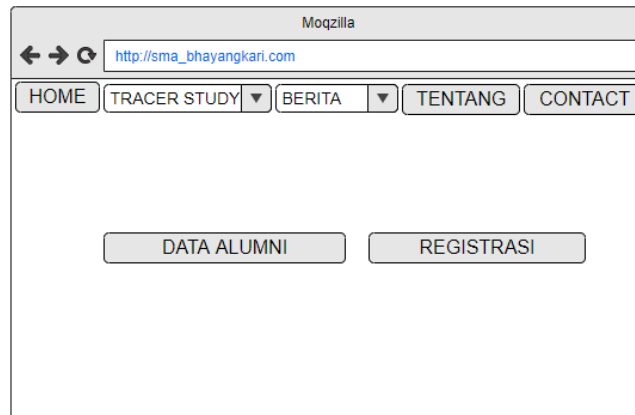 Moqzilla
http://sma_bhayangkari.com
HOME TRACER STUDY BERITA TENTANG CONTACT
DATA ALUMNI REGISTRASI